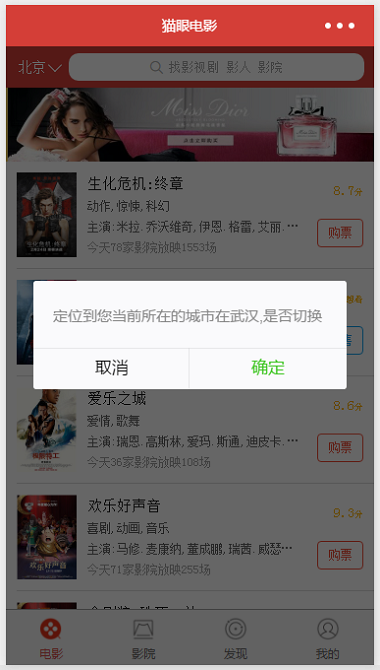 猫眼电影
北京
找影视剧 影人 影院
Miss Dior
生化危机:终章
8.7分
动作,惊悚,科幻
主演:米拉.乔沃维奇,伊恩.格雷,艾丽.…
购票
今天78家影院放映1553场
定位到您当前所在的城市在武汉,是否切换
取消
确定
售
爱乐之城
8.6分
爱情,歌舞
主演:瑞恩.高斯林,爱玛.斯通,迪皮卡.…
购票
今天36家影院放映108场
欢乐好声音
9.3分
喜剧,动画,音乐
主演:马修.麦康纳,董成鹏,瑞茜.威瑟…
购票
今天71家影院放映255场
电影
影院
发现
我的